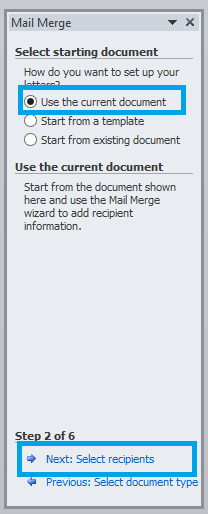 Mail Merge
Select starting document
How do you want to set up your
letters?
Use the current document
Start from a template
Start from existing document
Use the current document
Start from the document shown
here and use the Mail Merge
wizard to add recipient
information.
Step 2 of 6
Next: Select recipients
Previous: Select document type